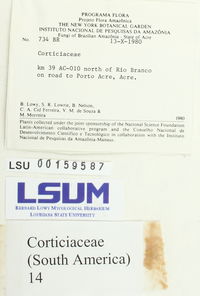 PROGRAMA FLORA
Projeto Flora Amazônica
THE NEW YORK BOTANICAL GARDEN
INSTITUTO NACIONAL DE PESQUISAS DA AMAZÔNIA
Fungi of Brazilian Amazônia - State of Acre
No. 734 BR 13-X-1980
Corticiaceae
km 39 AC-010 north of Rio Branco
on road to Porto Acre, Acre.
B. Lowy, S. R. Lowrie, B. Nelson,
C. A. Cid Ferreira, V. M. de Souza &
M. Moreira 1980
Plants collected under the joint sponsorship of the National Science Foundation
Latin-American collaborative program and the Conselho Nacional de
Desenvolvimento Científico e Tecnológico in collaboration with the Instituto
Nacional de Pesquisas da Amazônia-Manaus.
LSU 00159587
LSUM
BERNARD LOWY MYCOLOGICAL HERBARIUM
LOUISIANA STATE UNIVERSITY
Corticiaceae
(South America)
14